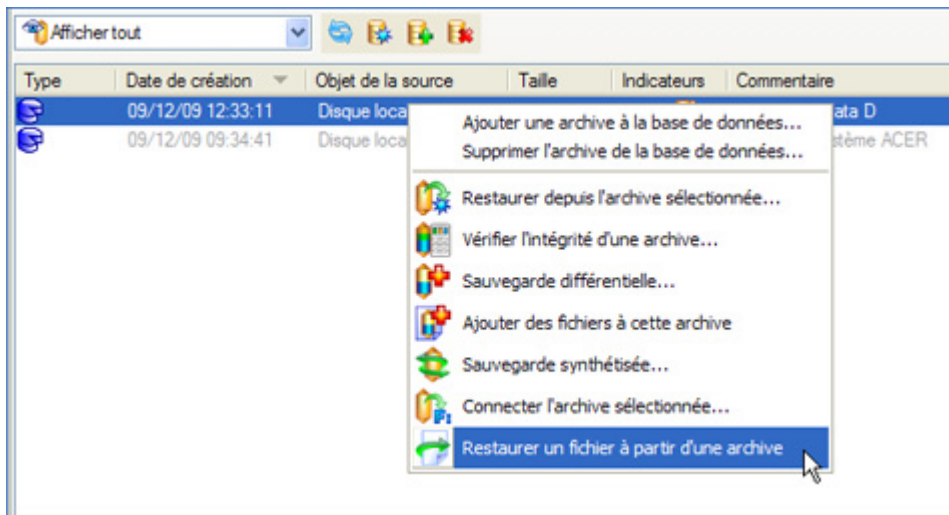 Afficher tout
Type Date de création Objet de la source Taille Indicateurs Commentaire
09/12/09 12:33:11 Disque loca ata D
09/12/09 09:34:41 Disque loca stème ACER
Ajouter une archive à la base de données...
Supprimer l'archive de la base de données...
Restaurer depuis l'archive sélectionnée...
Vérifier l'intégrité d'une archive...
Sauvegarde différentielle...
Ajouter des fichiers à cette archive
Sauvegarde synthétisée...
Connecter l'archive sélectionnée...
Restaurer un fichier à partir d'une archive